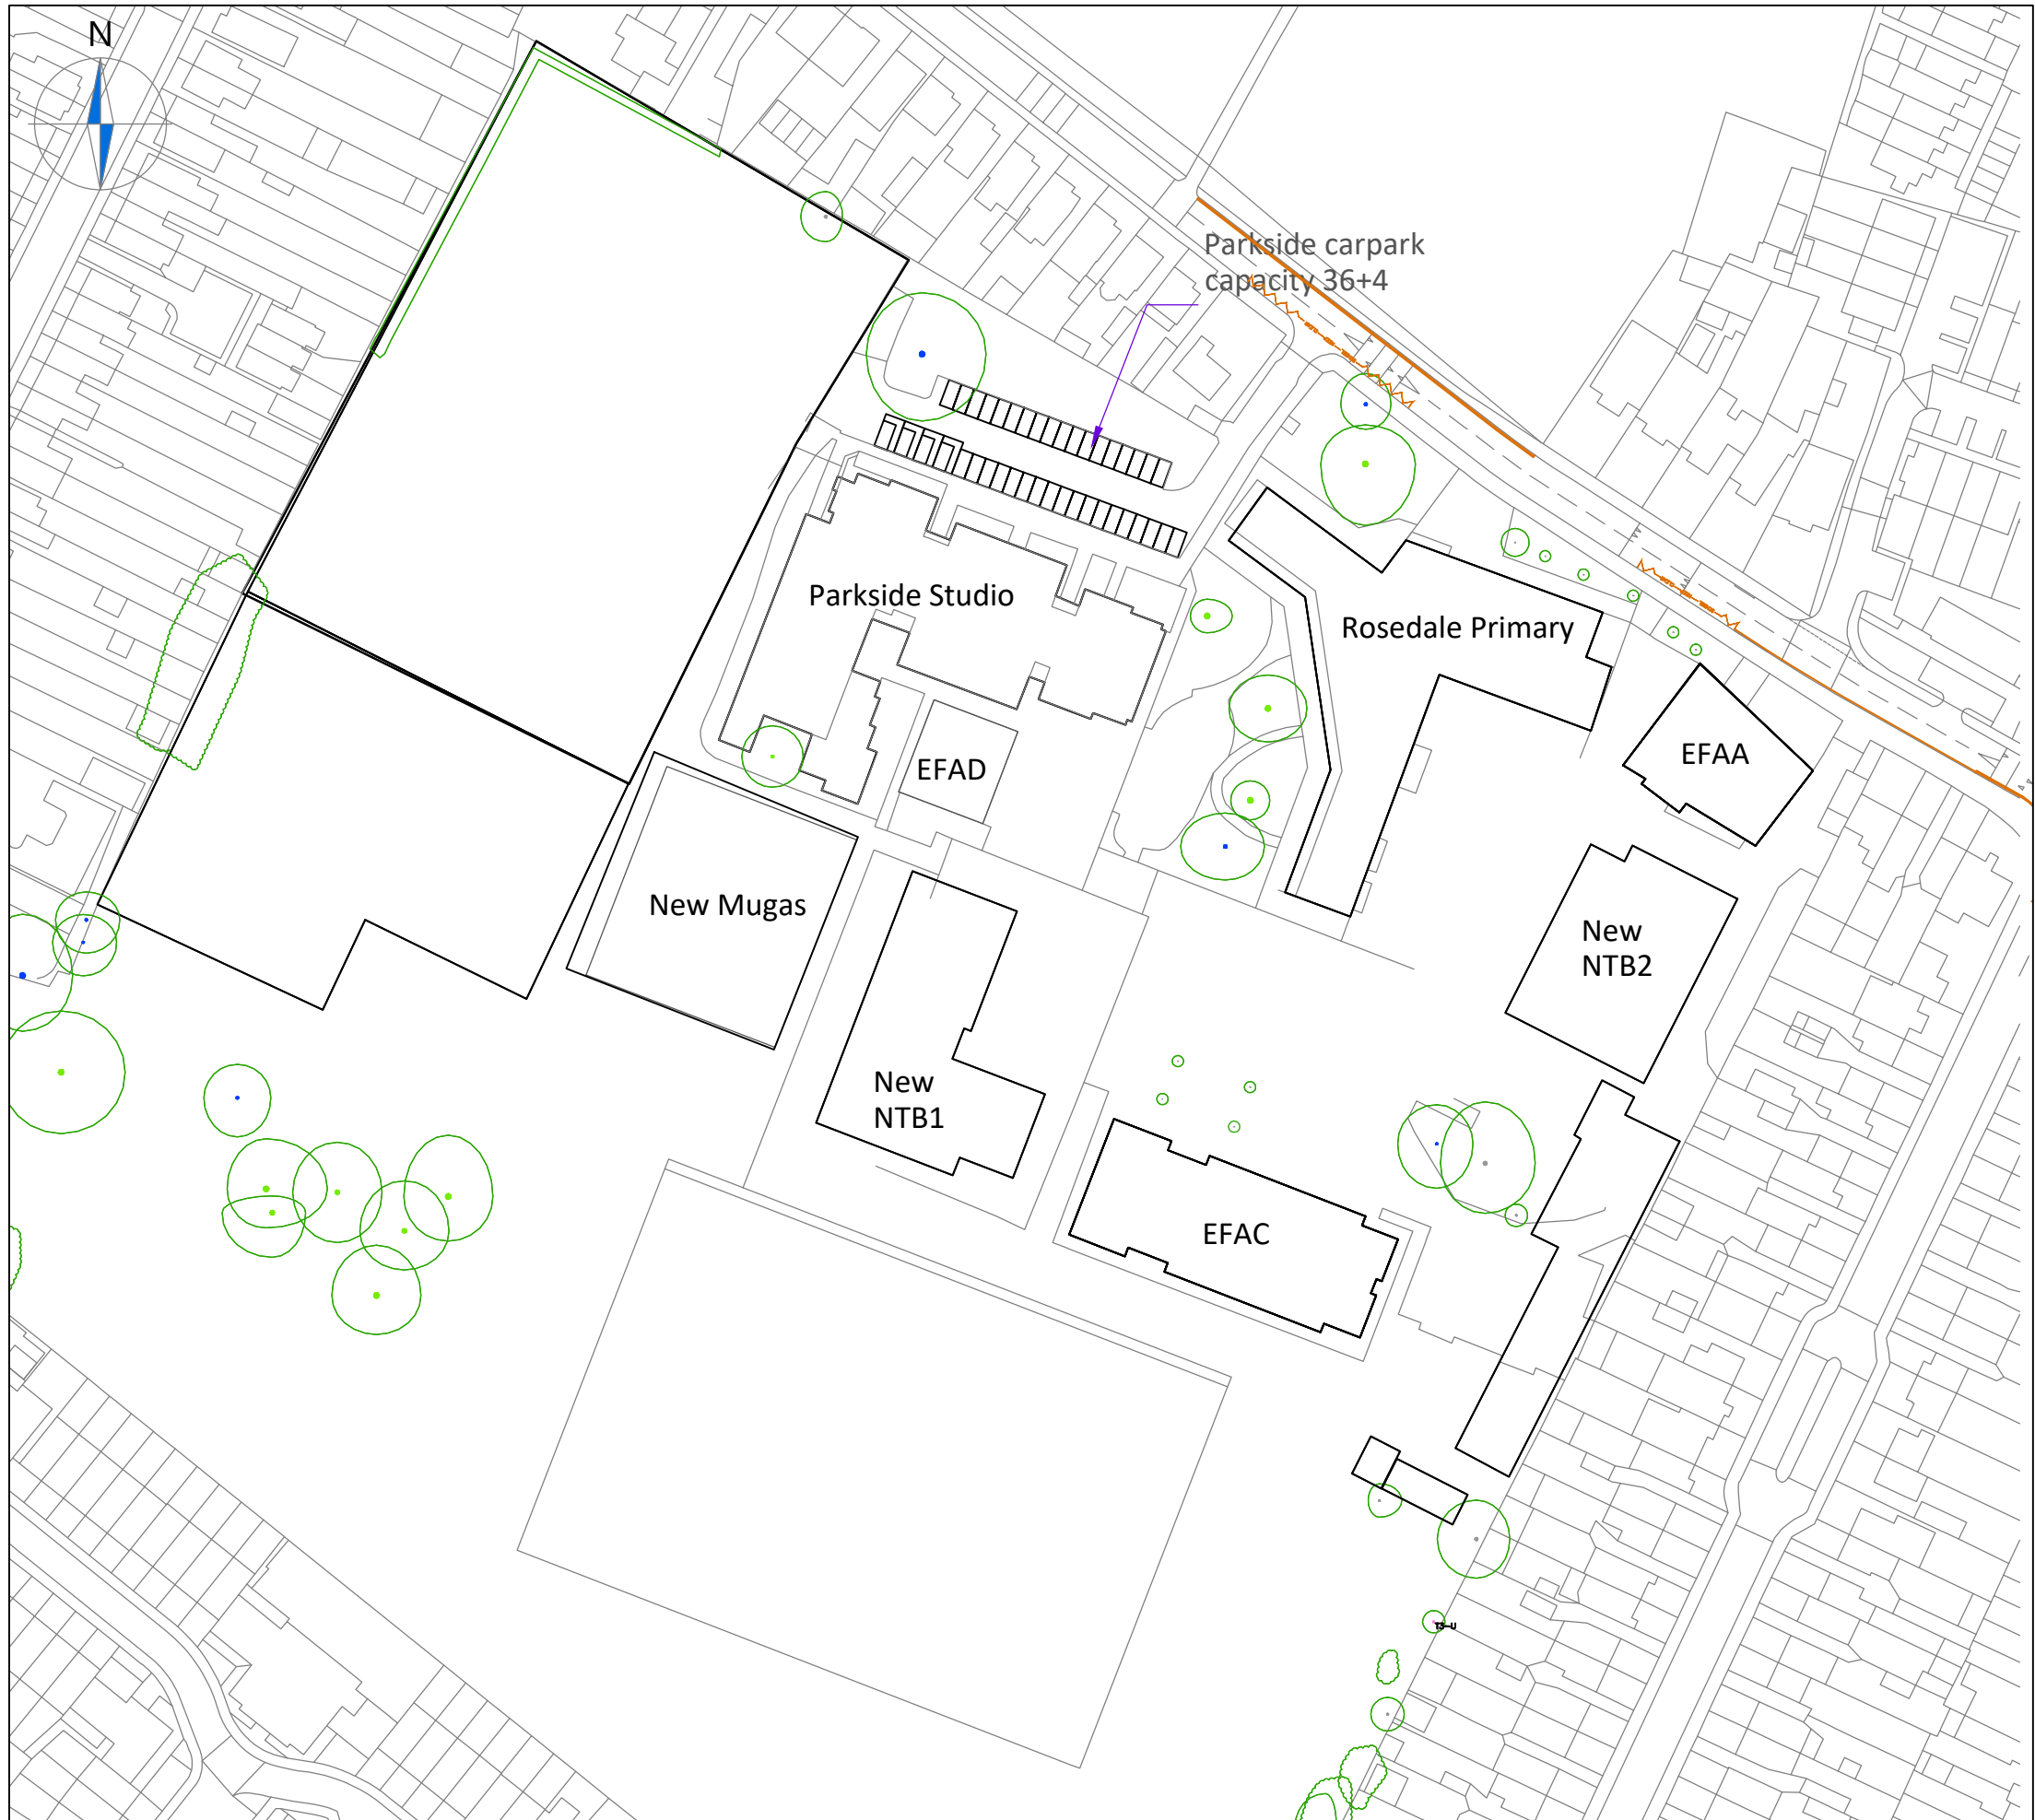 N
Parkside carpark
capacity 36+4
Parkside Studio
Rosedale Primary
EFAA
EFAD
New Mugas
New
NTB2
New
NTB1
EFAC